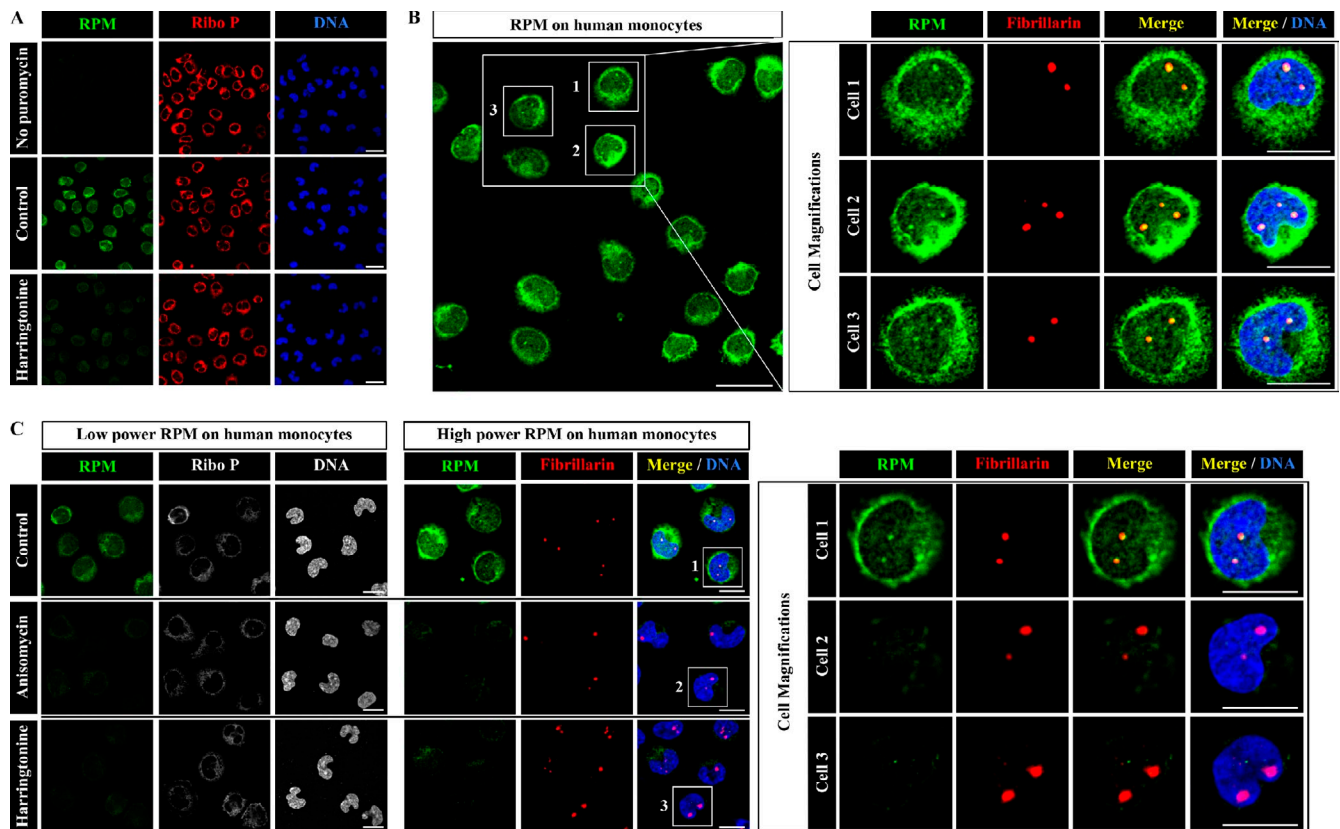 A
RPM
Ribo P
DNA
No puromycin
Control
Harringtonine
B
RPM on human monocytes
1
3
2
RPM
Fibrillarin
Merge
Merge / DNA
Cell Magnifications
Cell 1
Cell 2
Cell 3
C
Low power RPM on human monocytes
High power RPM on human monocytes
RPM
Ribo P
DNA
RPM
Fibrillarin
Merge / DNA
Control
1
Anisomycin
2
Harringtonine
3
RPM
Fibrillarin
Merge
Merge / DNA
Cell Magnifications
Cell 1
Cell 2
Cell 3